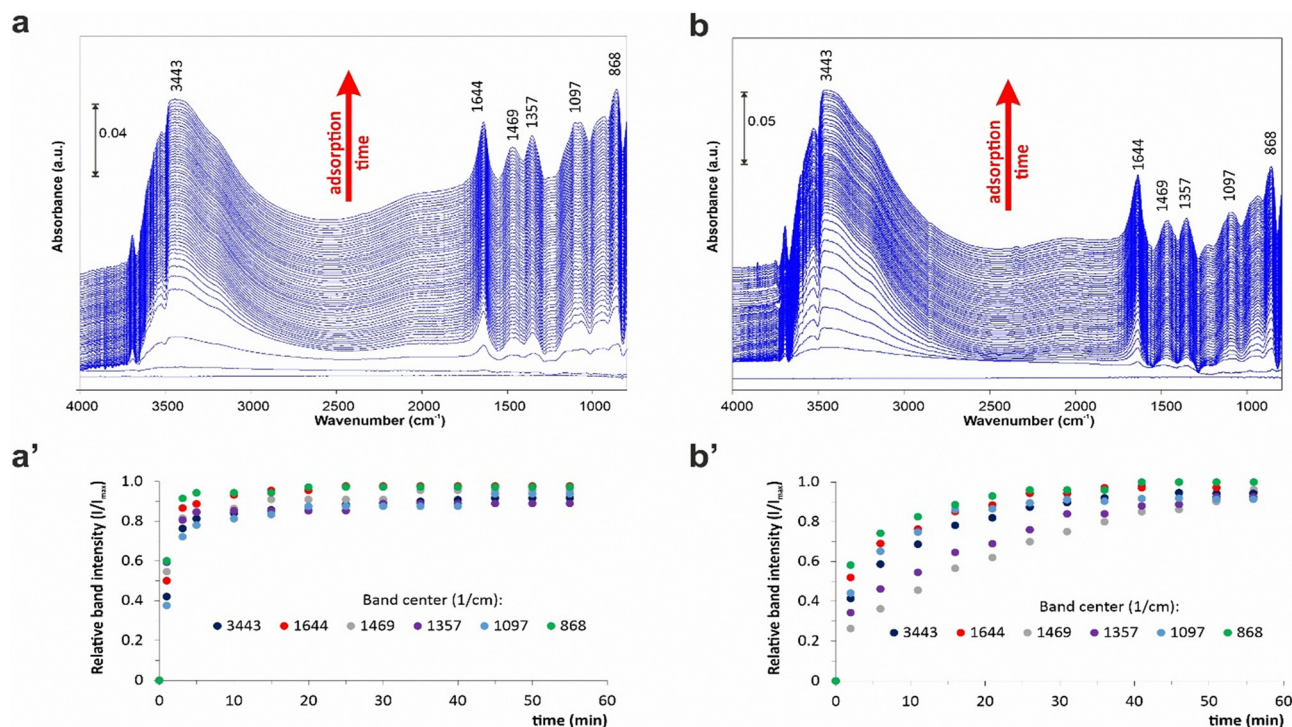 a
3443
1644
1469
1357
1097
868
0.04
adsorption
time
Absorbance (a.u.)
4000 3500 3000 2500 2000 1500 1000
Wavenumber (cm-1)
b
3443
1644
1469
1357
1097
868
0.05
adsorption
time
Absorbance (a.u.)
4000 3500 3000 2500 2000 1500 1000
Wavenumber (cm-1)
a'
Relative band intensity (I/Imax)
1.0
0.8
0.6
0.4
0.2
0
Band center (1/cm):
3443 1644 1469 1357 1097 868
0 10 20 30 40 50 60
time (min)
b'
Relative band intensity (I/Imax)
1.0
0.8
0.6
0.4
0.2
0
Band center (1/cm):
3443 1644 1469 1357 1097 868
0 10 20 30 40 50 60
time (min)